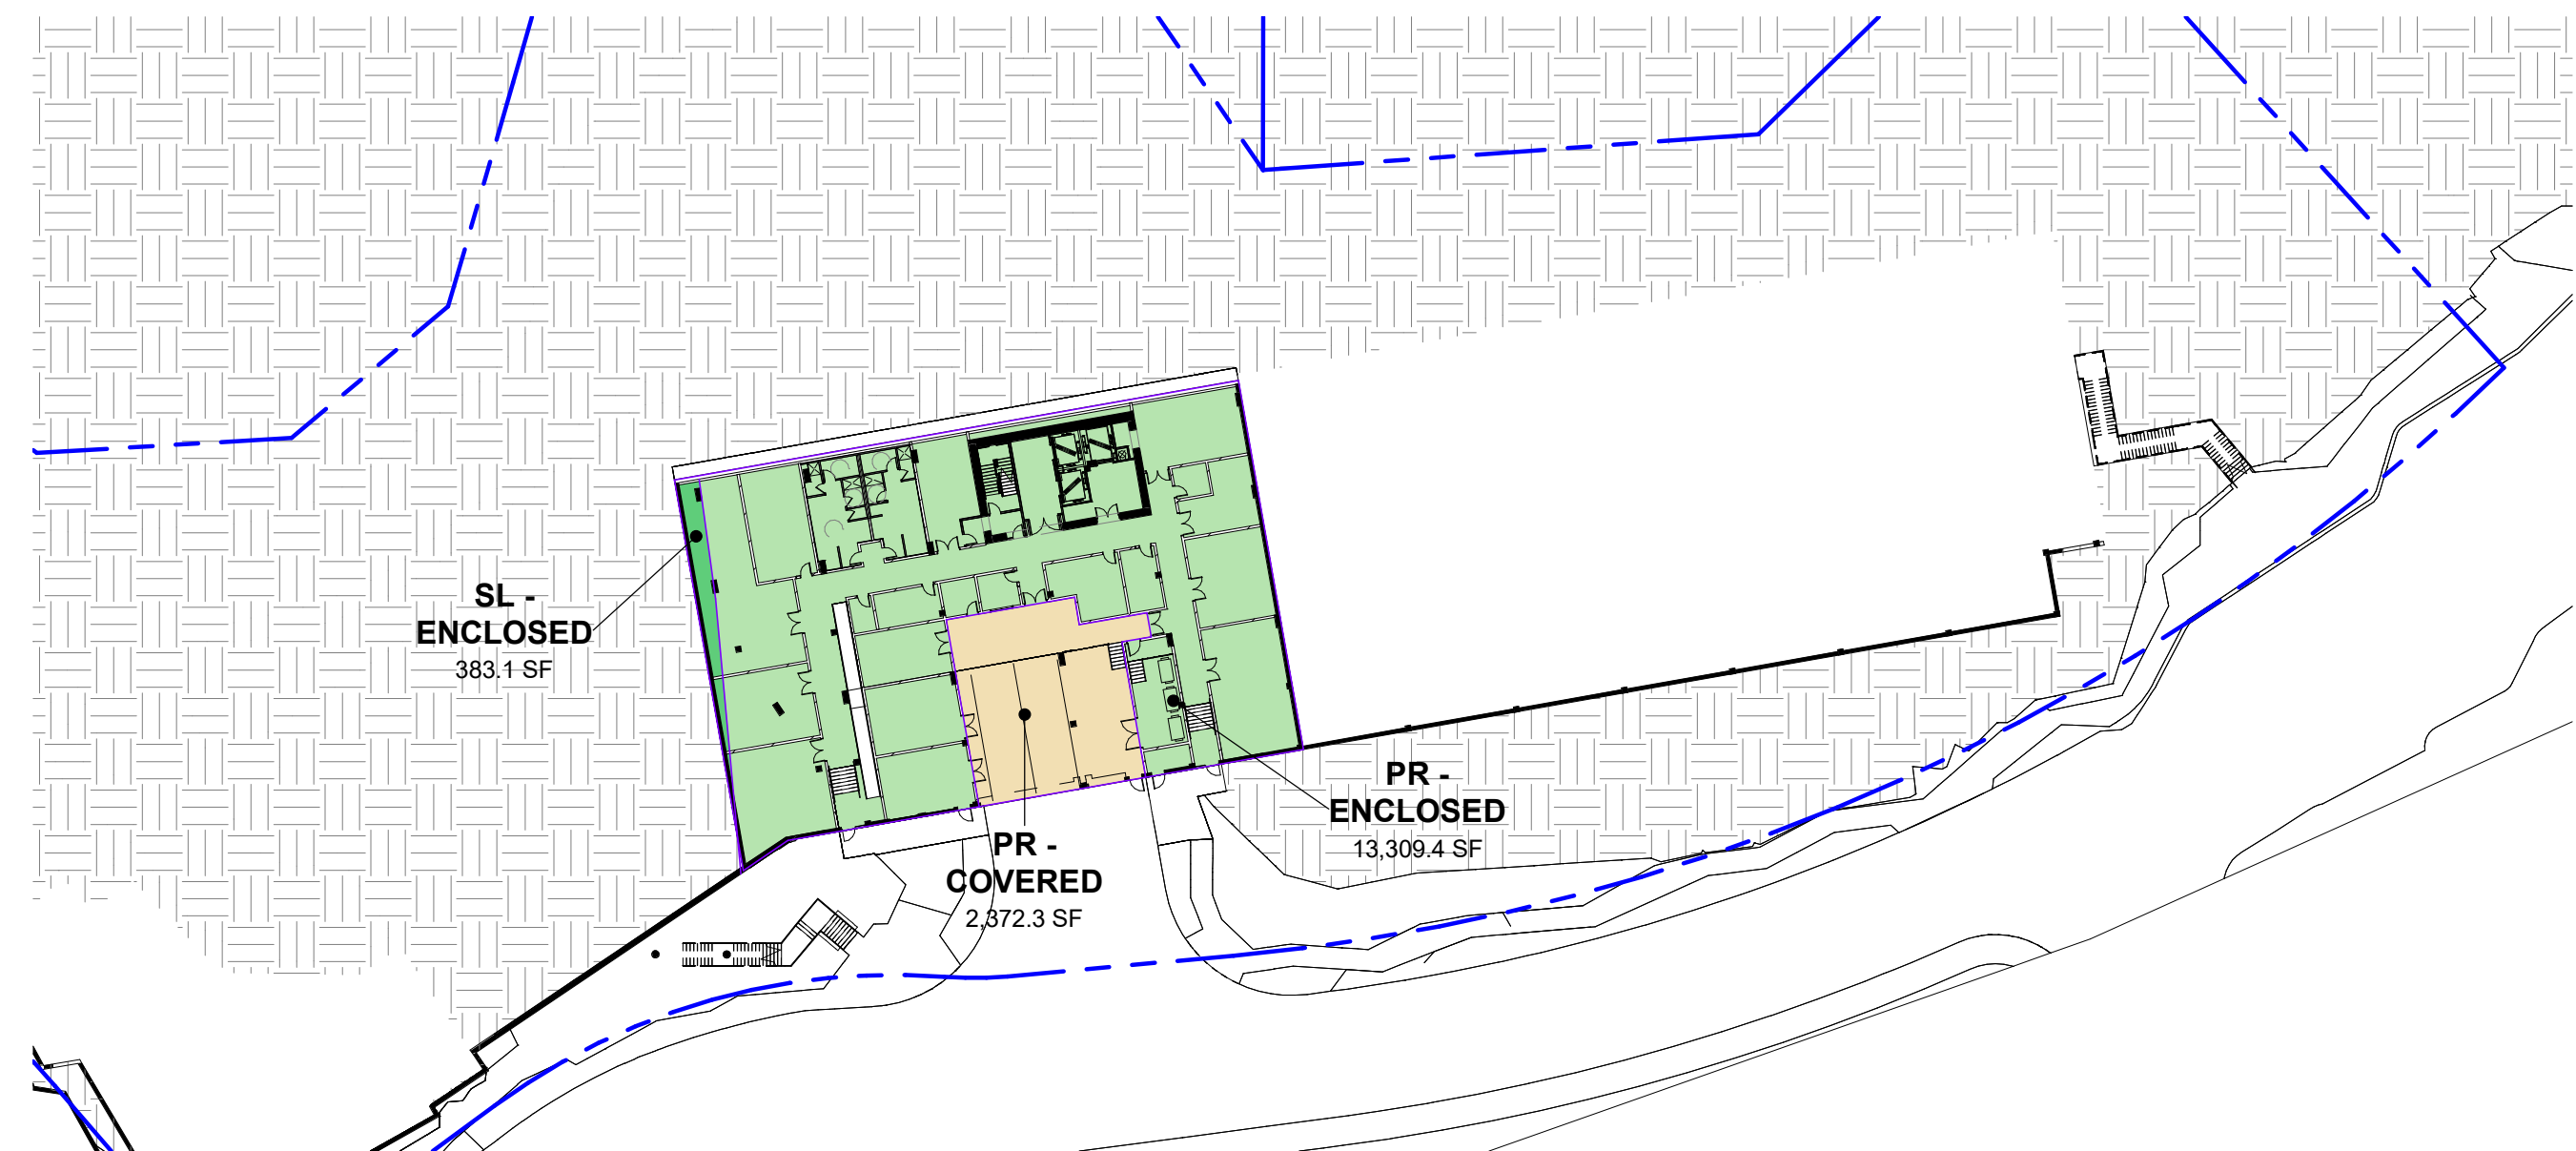 SL -
ENCLOSED
383.1 SF
PR -
ENCLOSED
13,309.4 SF
PR -
COVERED
2,372.3 SF